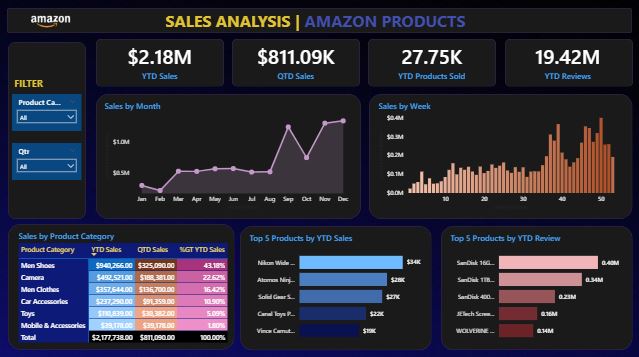 amazon
SALES ANALYSIS | AMAZON PRODUCTS
FILTER
Product Ca...
All
Qtr
All
$2.18M
YTD Sales
$811.09K
QTD Sales
27.75K
YTD Products Sold
19.42M
YTD Reviews
Sales by Month
$1.0M
$0.5M
Jan Feb Mar Apr May Jun Jul Aug Sep Oct Nov Dec
Sales by Week
$0.4M
$0.3M
$0.2M
$0.1M
$0.0M
10 20 30 40 50
Sales by Product Category
Product Category YTD Sales QTD Sales %GT YTD Sales
Men Shoes $940,266.00 $325,090.00 43.18%
Camera $492,521.00 $188,381.00 22.62%
Men Clothes $357,644.00 $136,700.00 16.42%
Car Accessories $237,290.00 $91,359.00 10.90%
Toys $110,839.00 $38,382.00 5.09%
Mobile & Accessories $39,178.00 $39,178.00 1.80%
Total $2,177,738.00 $811,090.00 100.00%
Top 5 Products by YTD Sales
Nikon Wide ... $34K
Atomos Ninj... $28K
Solid Gear S... $27K
Canal Toys P... $22K
Vince Camut... $19K
Top 5 Products by YTD Review
SanDisk 16G... 0.40M
SanDisk 1TB... 0.34M
SanDisk 400... 0.23M
JETech Scree... 0.16M
WOLVERINE ... 0.14M